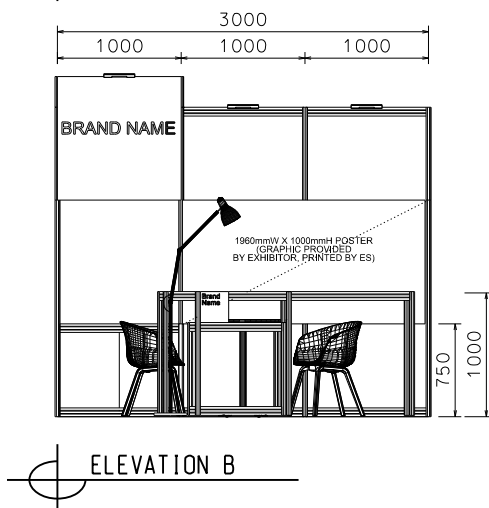 3000
1000 1000 1000
BRAND NAME
1960mmW X 1000mmH POSTER
(GRAPHIC PROVIDED
BY EXHIBITOR, PRINTED BY ES)
Brand
Name
750
1000
ELEVATION B